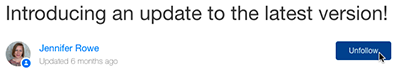 Introducing an update to the latest version!
Jennifer Rowe
Unfollow
Updated 6 months ago